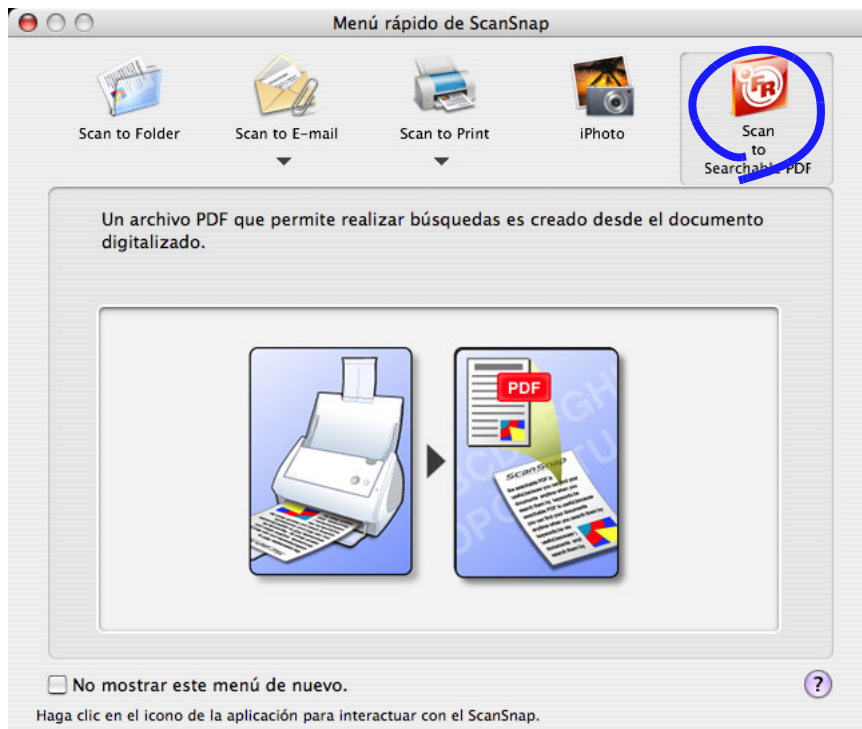 Menú rápido de ScanSnap
Scan to Folder
Scan to E-mail
Scan to Print
iPhoto
FR
Scan
to
Searchable PDF
Un archivo PDF que permite realizar búsquedas es creado desde el documento
digitalizado.
PDF
ScanSnap
No mostrar este menú de nuevo.
?
Haga clic en el icono de la aplicación para interactuar con el ScanSnap.